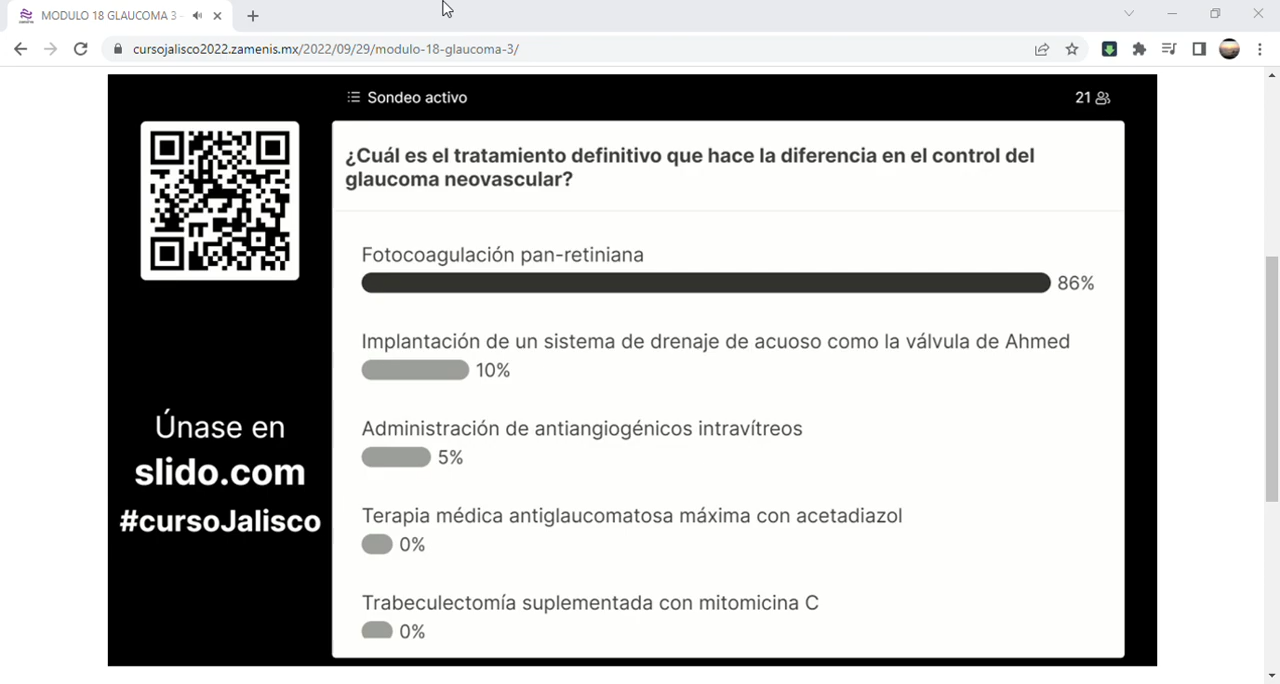 MODULO 18 GLAUCOMA 3 -
cursojalisco2022.zamenis.mx/2022/09/29/modulo-18-glaucoma-3/
Sondeo activo
21
¿Cuál es el tratamiento definitivo que hace la diferencia en el control del
glaucoma neovascular?
Fotocoagulación pan-retiniana
86%
Implantación de un sistema de drenaje de acuoso como la válvula de Ahmed
10%
Administración de antiangiogénicos intravítreos
5%
Terapia médica antiglaucomatosa máxima con acetadiazol
0%
Trabeculectomía suplementada con mitomicina C
0%
Únase en
slido.com
#cursoJalisco